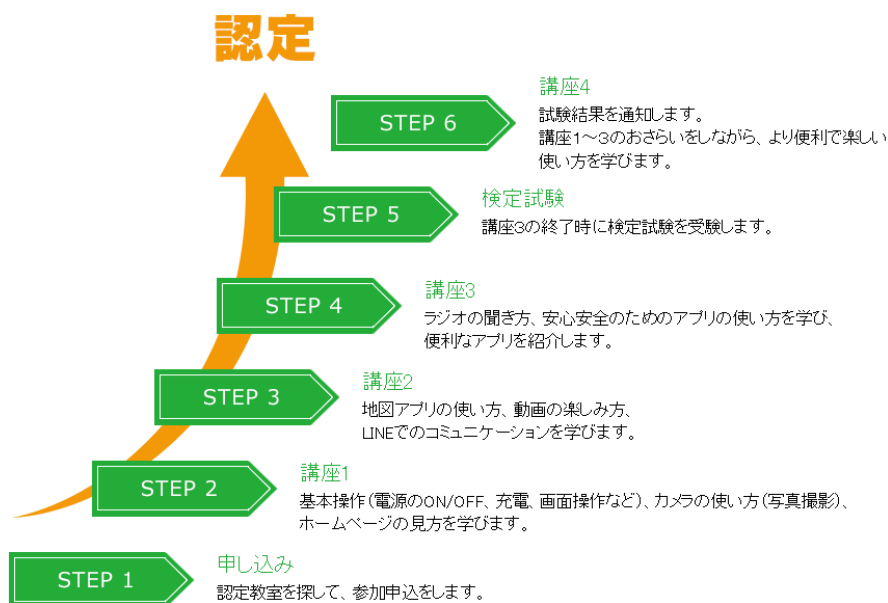 認定
STEP 6
講座4
試験結果を通知します。
講座1～3のおさらいをしながら、より便利で楽しい
使い方を学びます。
STEP 5
検定試験
講座3の終了時に検定試験を受験します。
STEP 4
講座3
ラジオの聞き方、安心安全のためのアプリの使い方を学び、
便利なアプリを紹介します。
STEP 3
講座2
地図アプリの使い方、動画の楽しみ方、
LINEでのコミュニケーションを学びます。
STEP 2
講座1
基本操作(電源のON/OFF、充電、画面操作など)、カメラの使い方(写真撮影)、
ホームページの見方を学びます。
STEP 1
申し込み
認定教室を探して、参加申込をします。